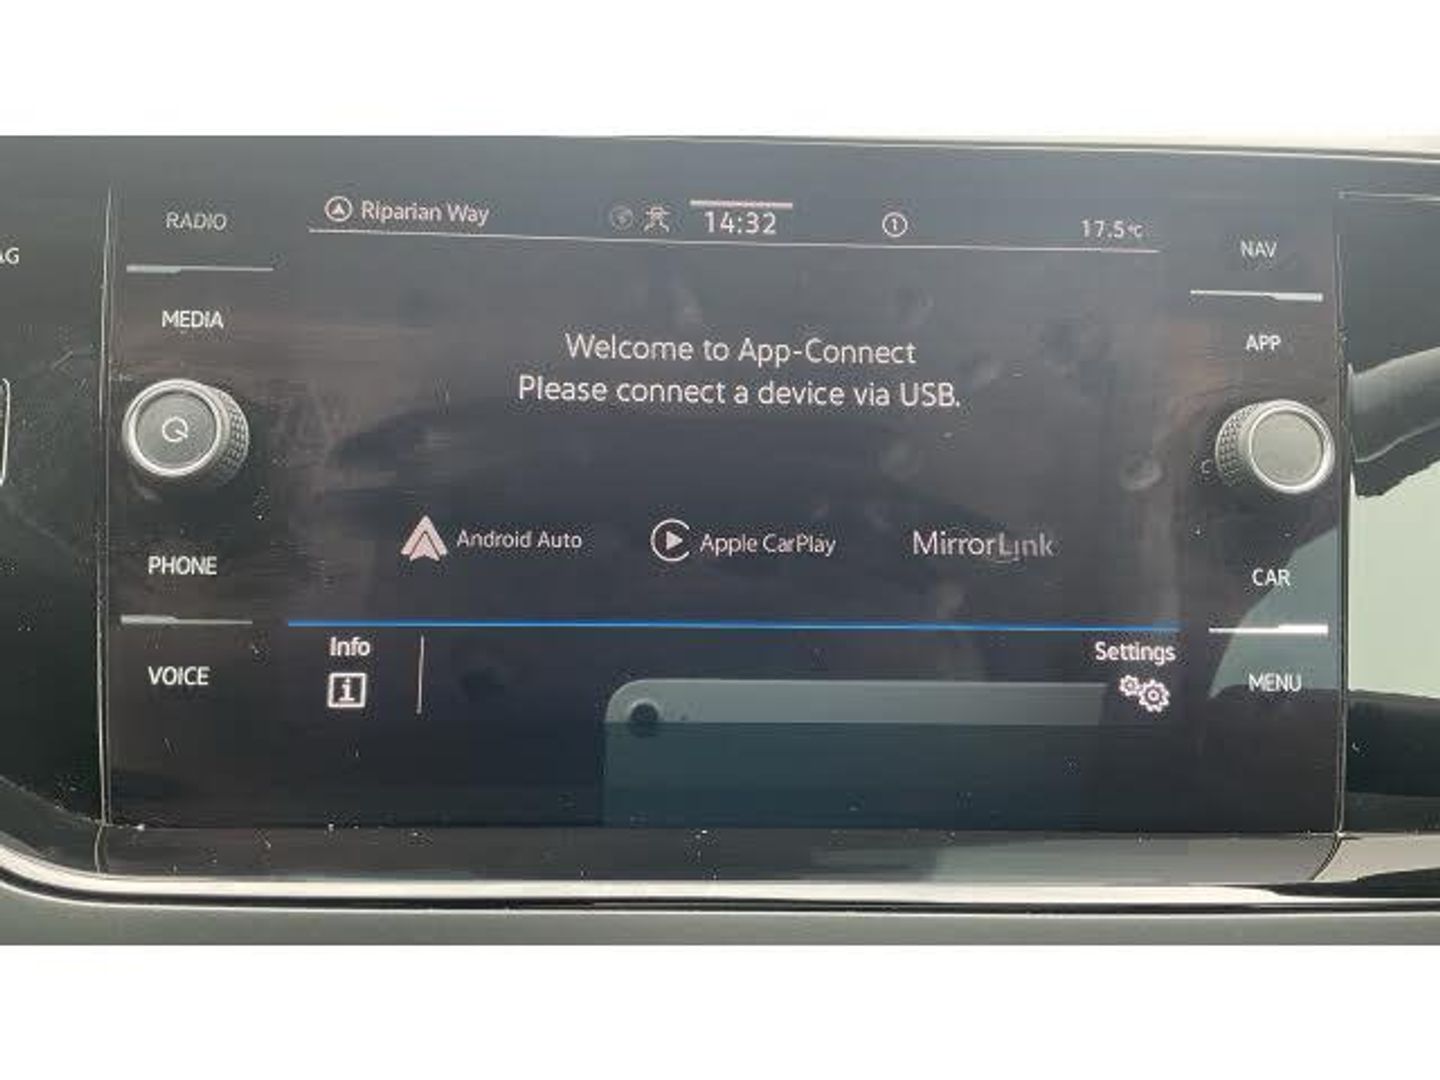 AG
RADIO
Riparian Way
14:32
17.5°C
NAV
MEDIA
Welcome to App-Connect
APP
Please connect a device via USB.
Android Auto
Apple CarPlay
MirrorLink
PHONE
CAR
Info
Settings
VOICE
MENU